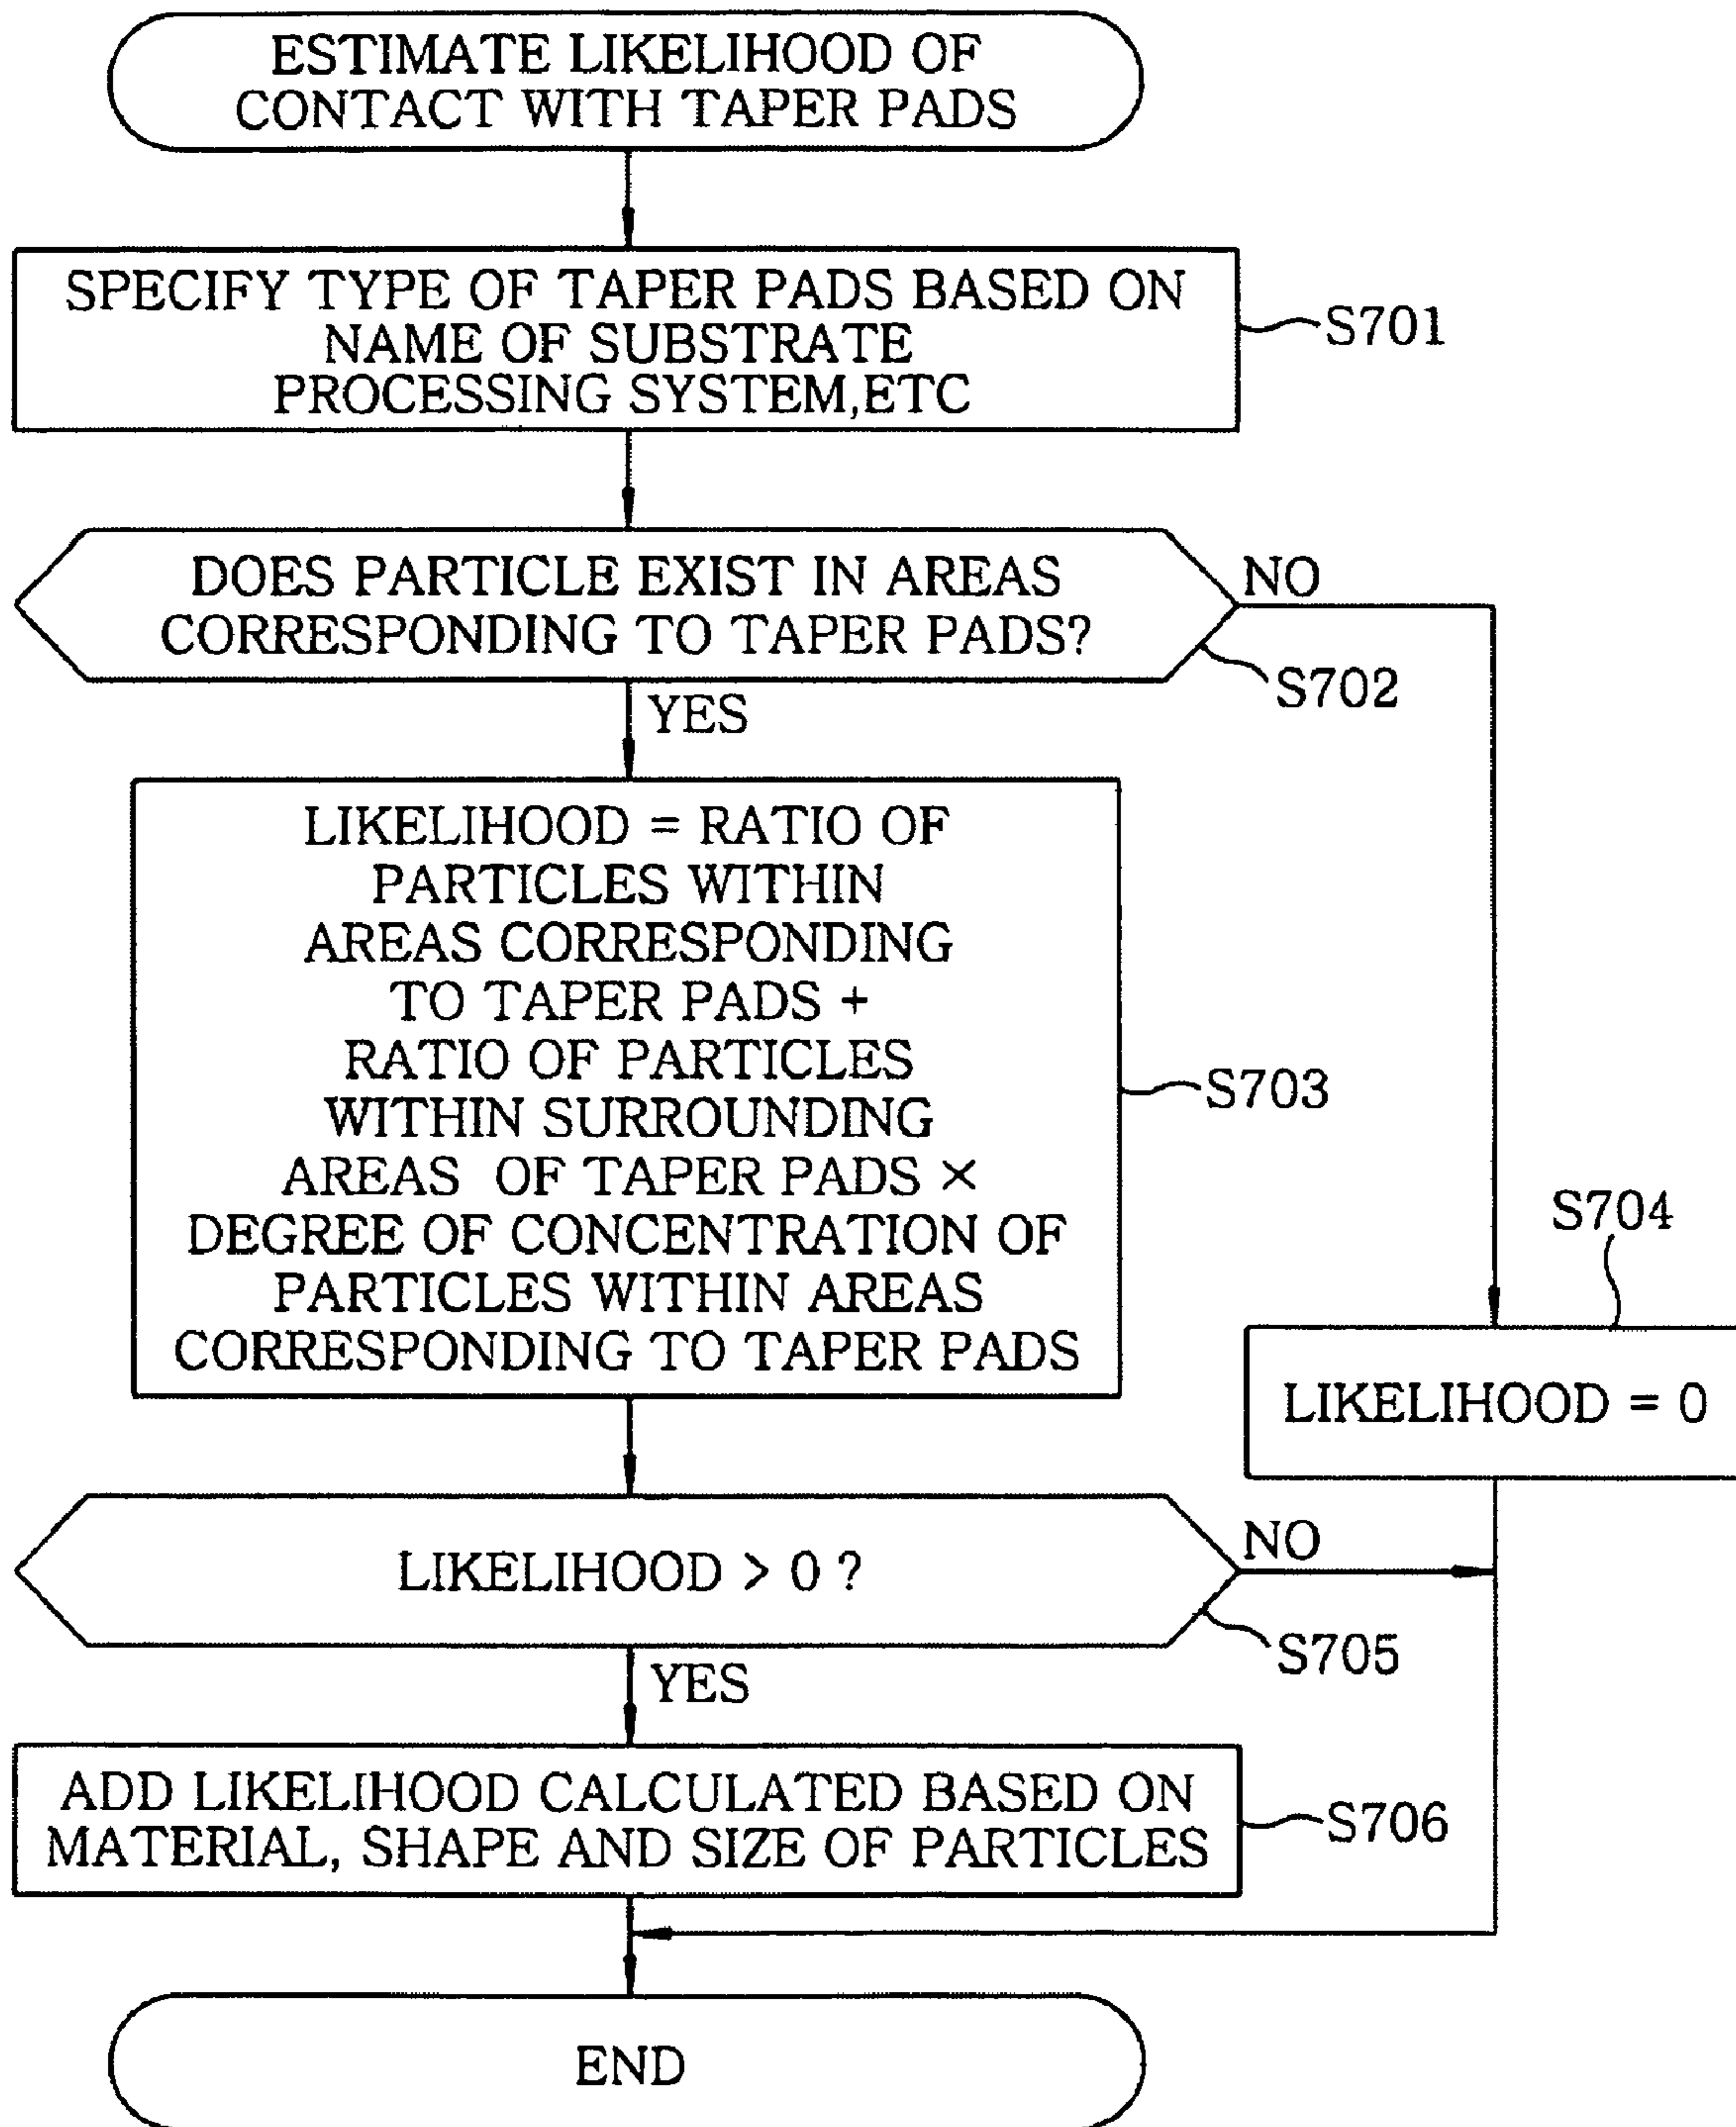 ESTIMATE LIKELIHOOD OF
CONTACT WITH TAPER PADS
SPECIFY TYPE OF TAPER PADS BASED ON
NAME OF SUBSTRATE
PROCESSING SYSTEM,ETC
S701
DOES PARTICLE EXIST IN AREAS
CORRESPONDING TO TAPER PADS?
NO
S702
YES
LIKELIHOOD = RATIO OF
PARTICLES WITHIN
AREAS CORRESPONDING
TO TAPER PADS +
RATIO OF PARTICLES
WITHIN SURROUNDING
AREAS OF TAPER PADS ×
DEGREE OF CONCENTRATION OF
PARTICLES WITHIN AREAS
CORRESPONDING TO TAPER PADS
S703
S704
LIKELIHOOD = 0
LIKELIHOOD > 0 ?
NO
S705
YES
ADD LIKELIHOOD CALCULATED BASED ON
MATERIAL, SHAPE AND SIZE OF PARTICLES
S706
END